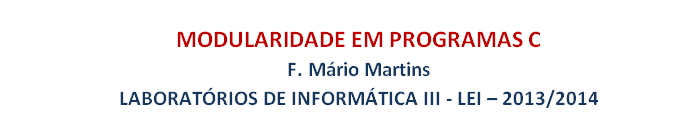 MODULARIDADE EM PROGRAMAS C
F. Mário Martins
LABORATÓRIOS DE INFORMÁTICA III - LEI – 2013/2014